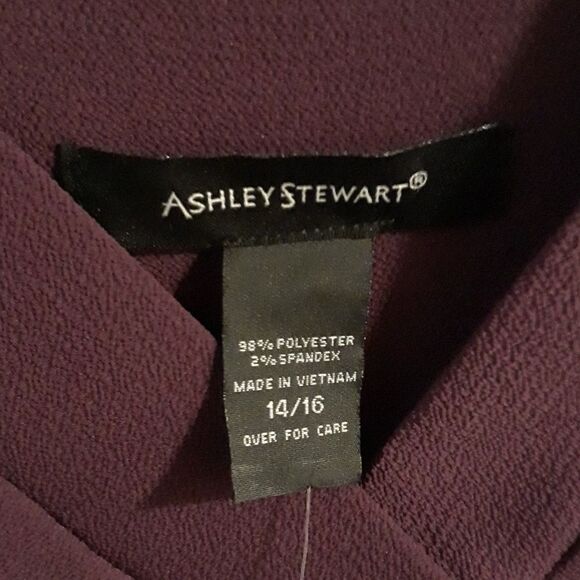 ASHLEY STEWART®
98% POLYESTER
2% SPANDEX
MADE IN VIETNAM
14/16
OVER FOR CARE